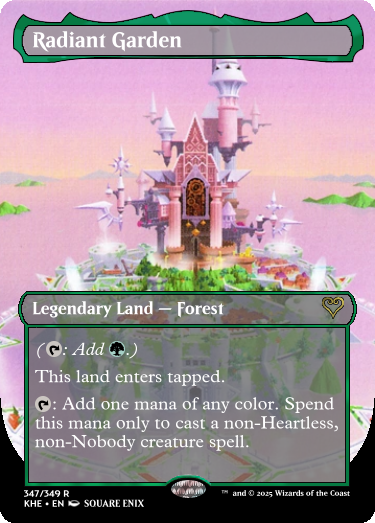 Radiant Garden
Legendary Land — Forest
(: Add .)
This land enters tapped.
: Add one mana of any color. Spend
this mana only to cast a non-Heartless,
non-Nobody creature spell.
347/349 R
KHE • EN SQUARE ENIX
™ and © 2025 Wizards of the Coast